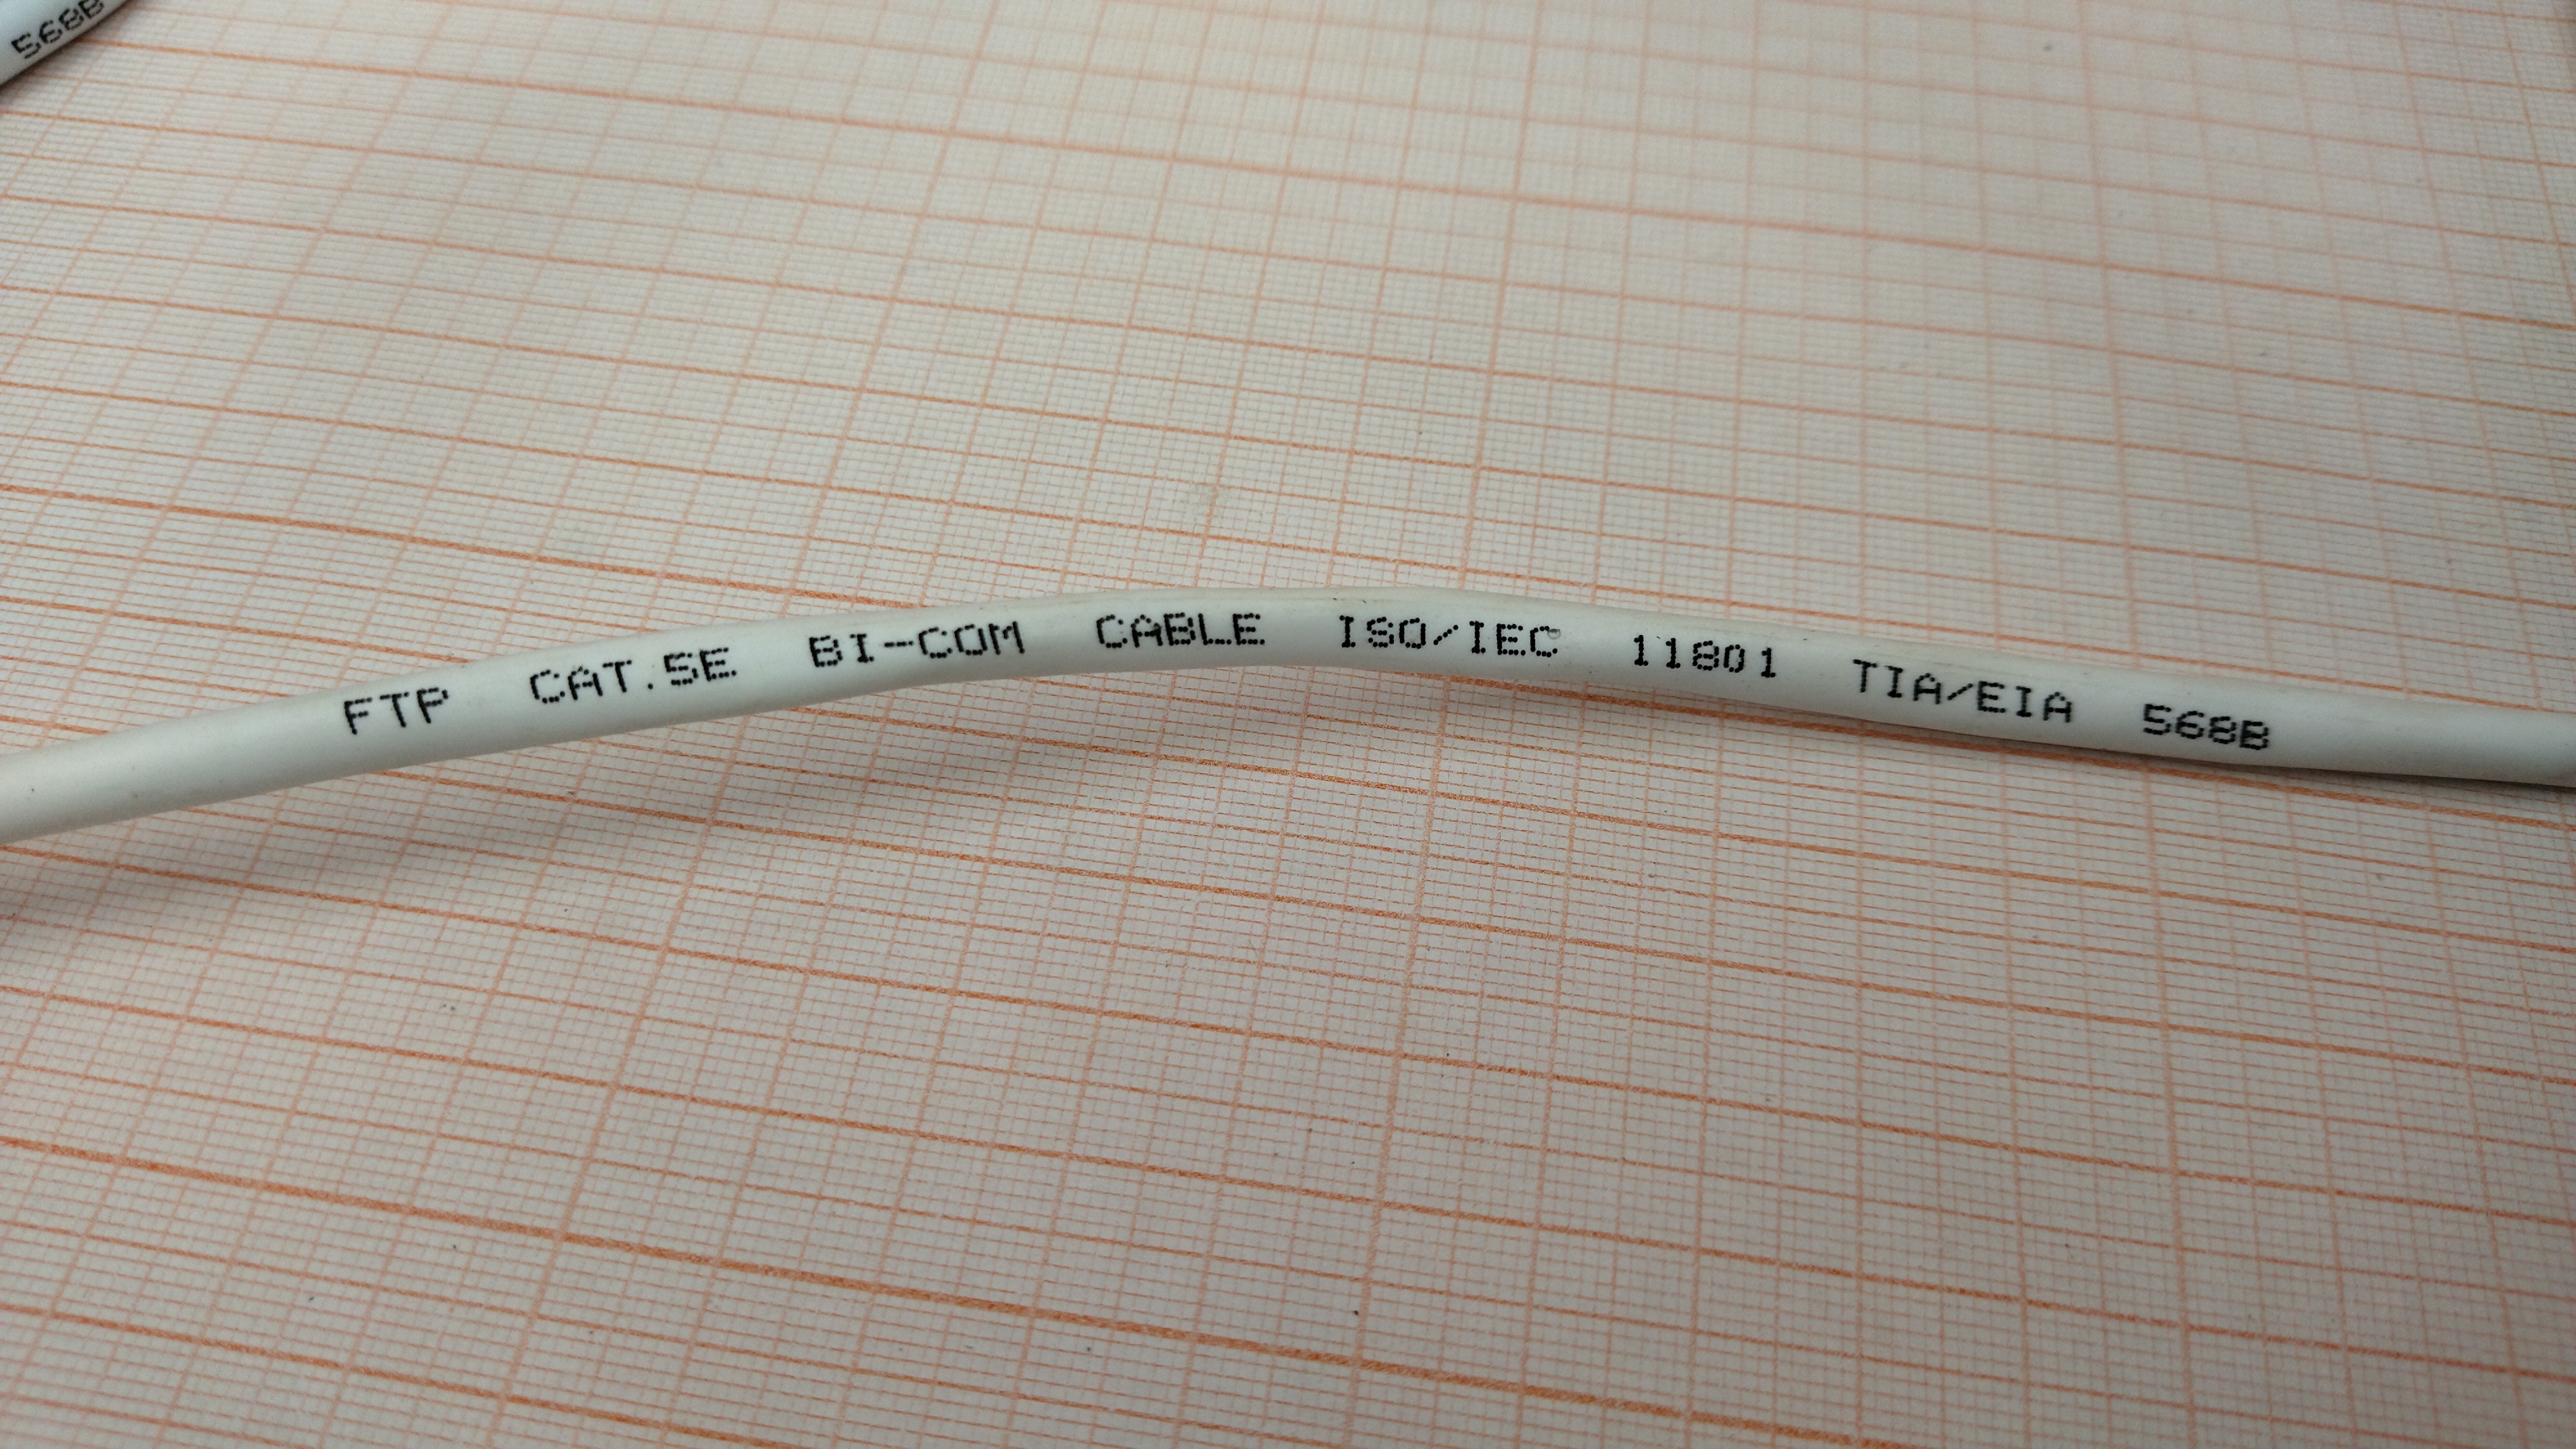 568B
FTP CAT.5E BI-COM CABLE ISO/IEC 11801 TIA/EIA 568B